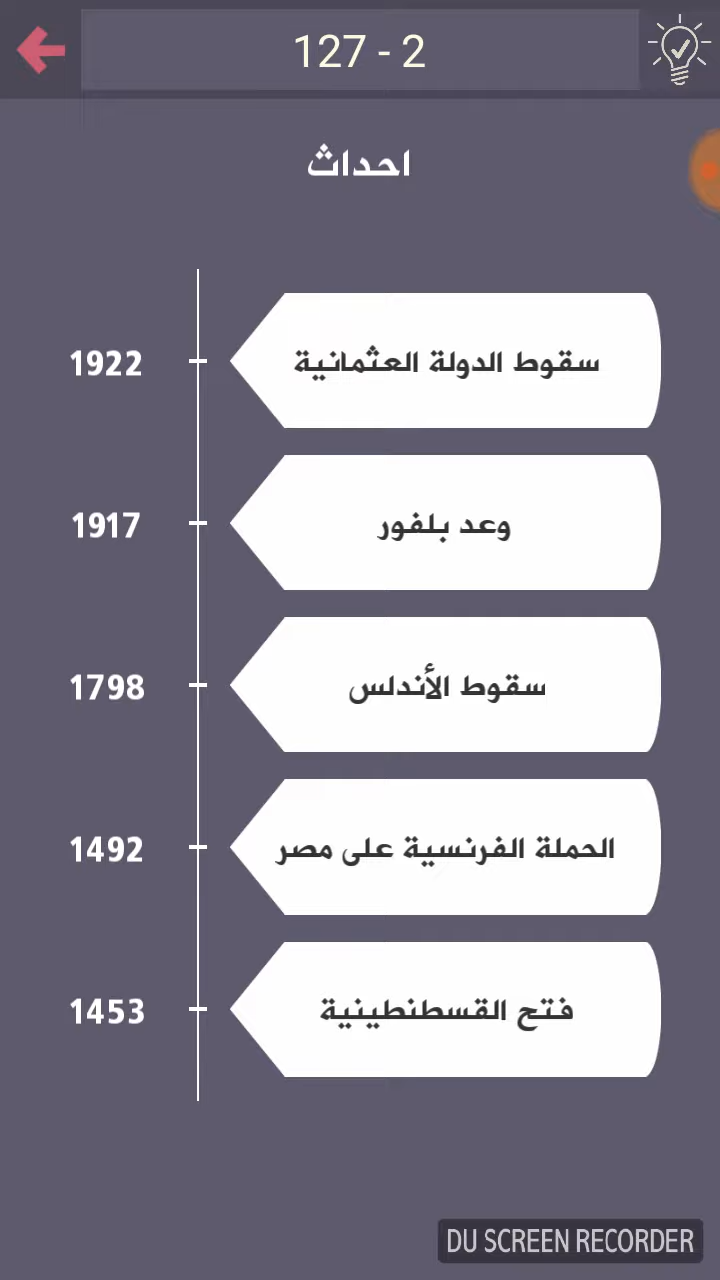 127 - 2
احداث
1922 سقوط الدولة العثمانية
1917 وعد بلفور
1798 سقوط الأندلس
1492 الحملة الفرنسية على مصر
1453 فتح القسطنطينية
DU SCREEN RECORDER